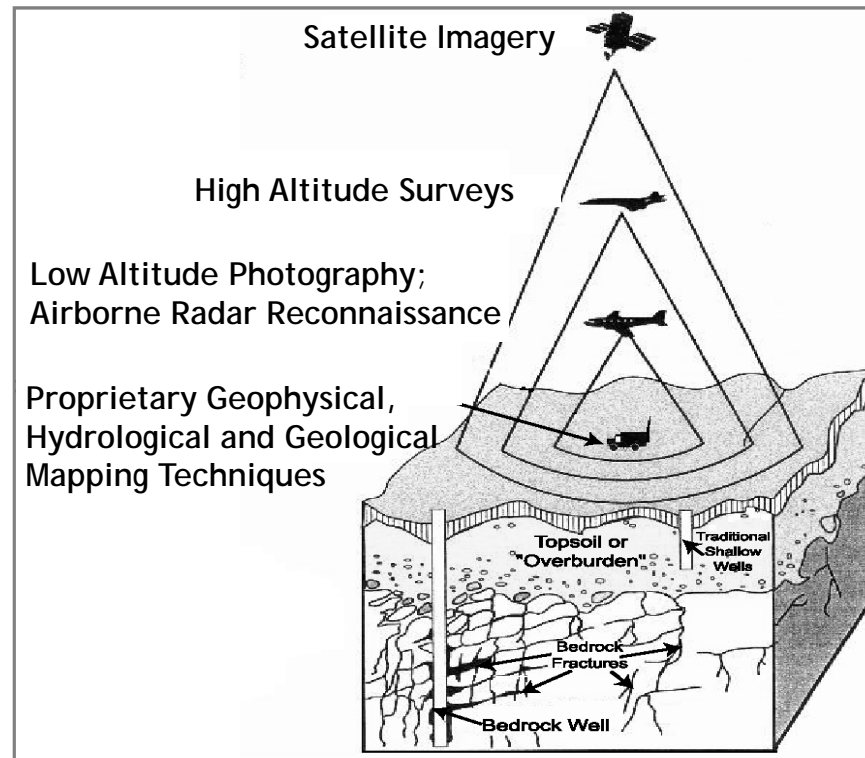 Satellite Imagery
High Altitude Surveys
Low Altitude Photography;
Airborne Radar Reconnaissance
Proprietary Geophysical,
Hydrological and Geological
Mapping Techniques
Topsoil or
"Overburden"
Traditional
Shallow
Wells
Bedrock
Fractures
Bedrock Well